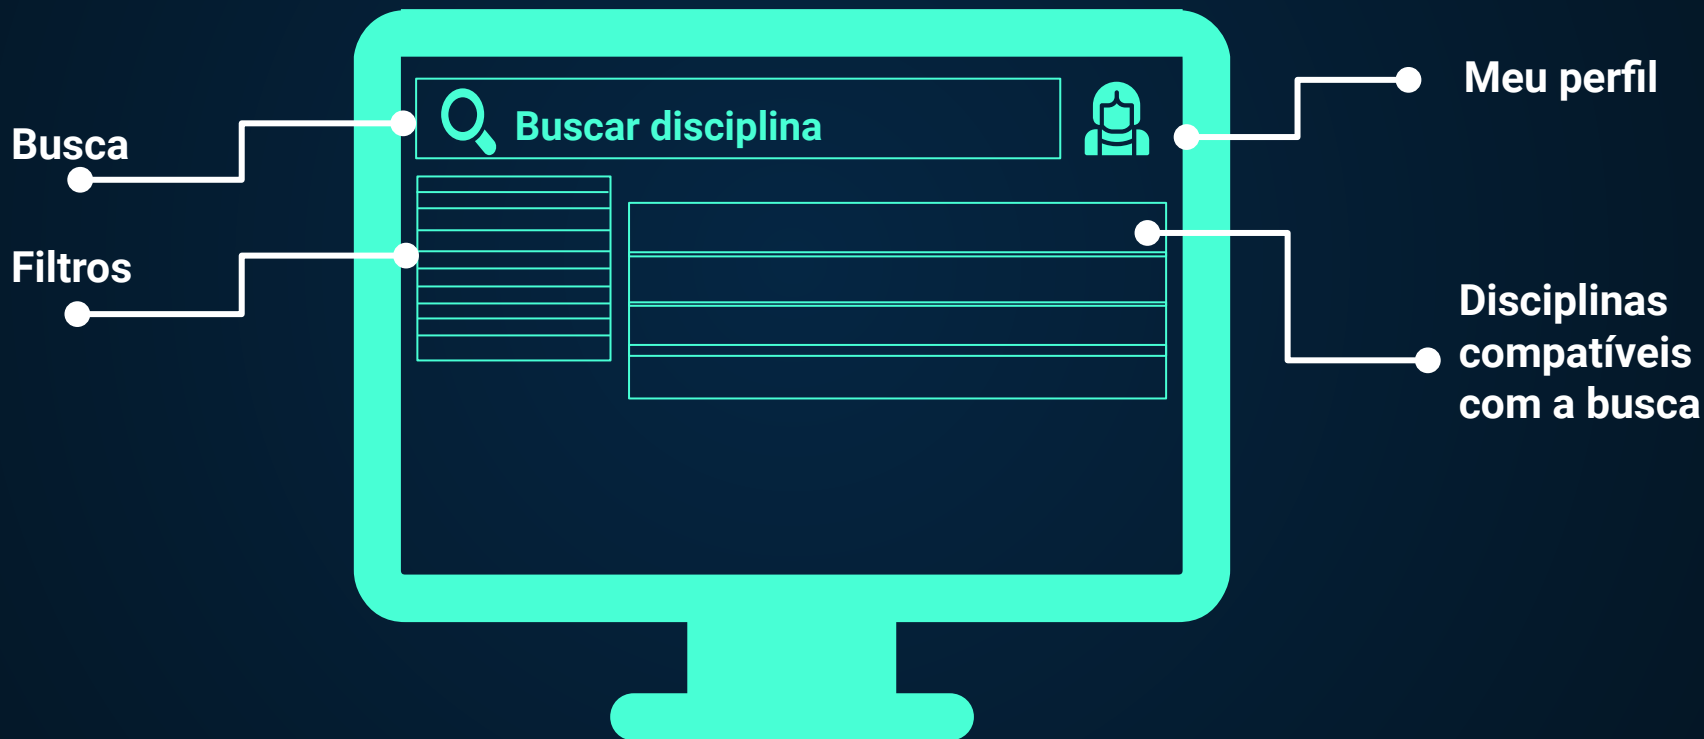 Meu perfil
Buscar disciplina
Busca
Filtros
Disciplinas
compatíveis
com a busca